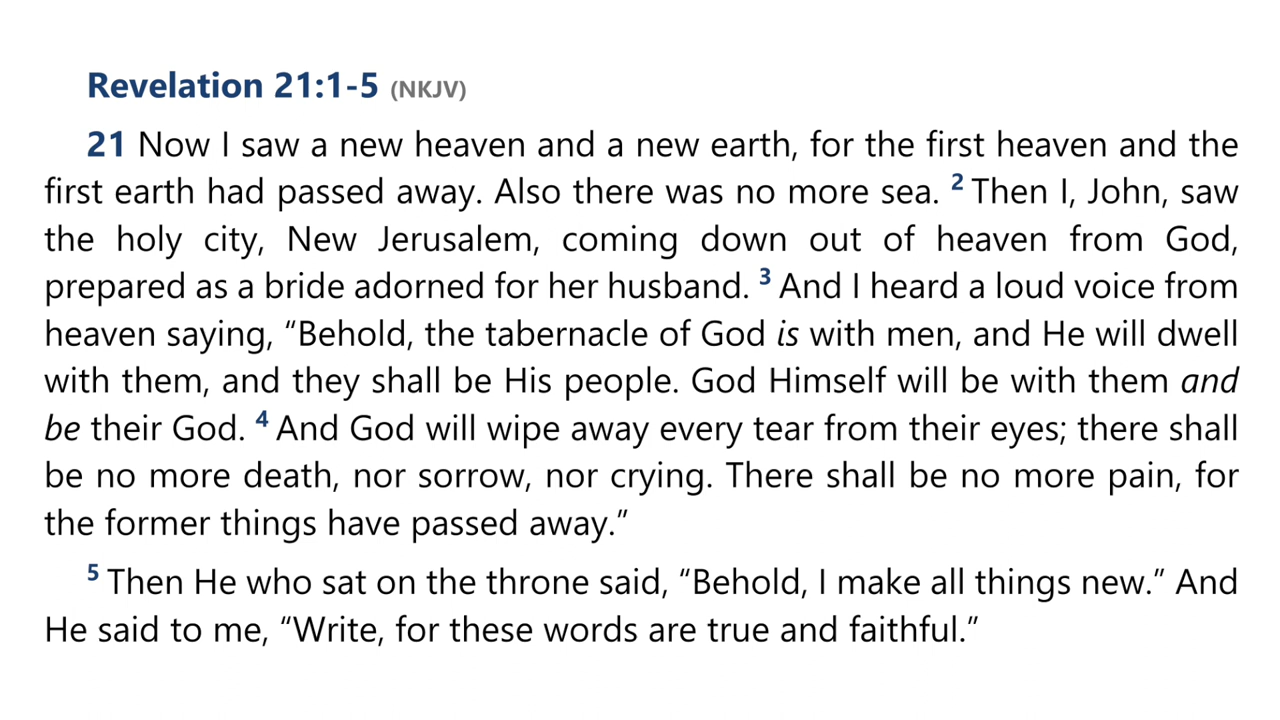 Revelation 21:1-5 (NKJV)
21 Now I saw a new heaven and a new earth, for the first heaven and the
first earth had passed away. Also there was no more sea. 2 Then I, John, saw
the holy city, New Jerusalem, coming down out of heaven from God,
prepared as a bride adorned for her husband. 3 And I heard a loud voice from
heaven saying, “Behold, the tabernacle of God is with men, and He will dwell
with them, and they shall be His people. God Himself will be with them and
be their God. 4 And God will wipe away every tear from their eyes; there shall
be no more death, nor sorrow, nor crying. There shall be no more pain, for
the former things have passed away.”
5 Then He who sat on the throne said, “Behold, I make all things new.” And
He said to me, “Write, for these words are true and faithful.”